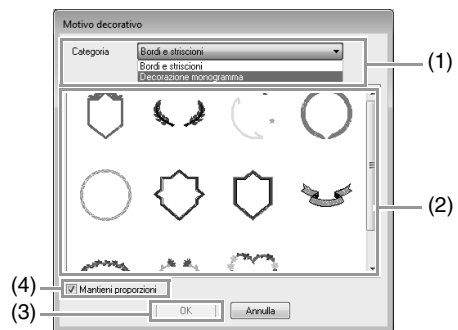 Motivo decorativo
Categoria
Bordi e striscioni
Bordi e striscioni
Decorazione monogramma
(1)
(2)
(4)
Mantieni proporzioni
(3)
OK
Annulla